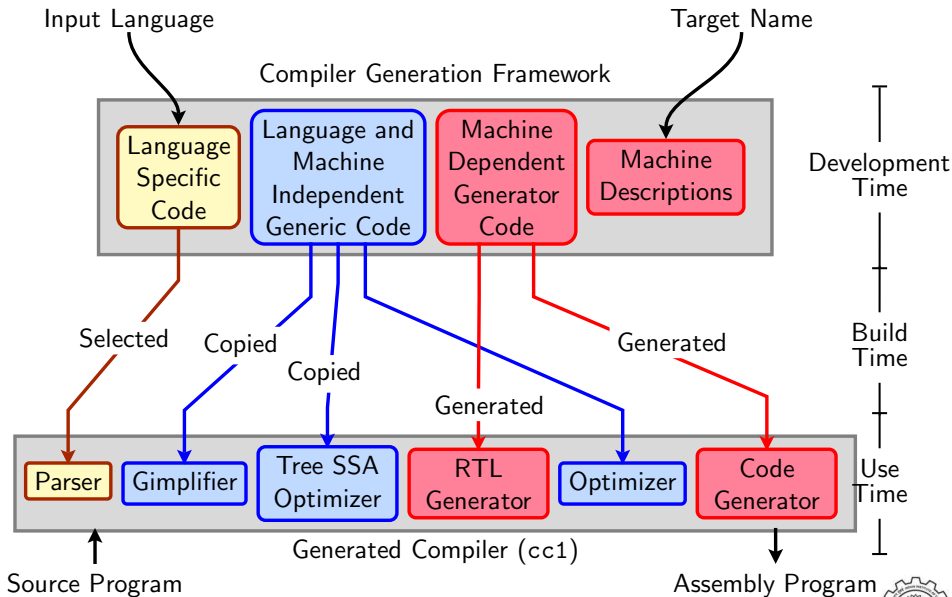 Input Language
Target Name
Compiler Generation Framework
Language
Specific
Code
Language and
Machine
Independent
Generic Code
Machine
Dependent
Generator
Code
Machine
Descriptions
Development
Time
Selected
Copied
Copied
Generated
Generated
Build
Time
Parser
Gimplifier
Tree SSA
Optimizer
RTL
Generator
Optimizer
Code
Generator
Use
Time
Generated Compiler (cc1)
Source Program
Assembly Program